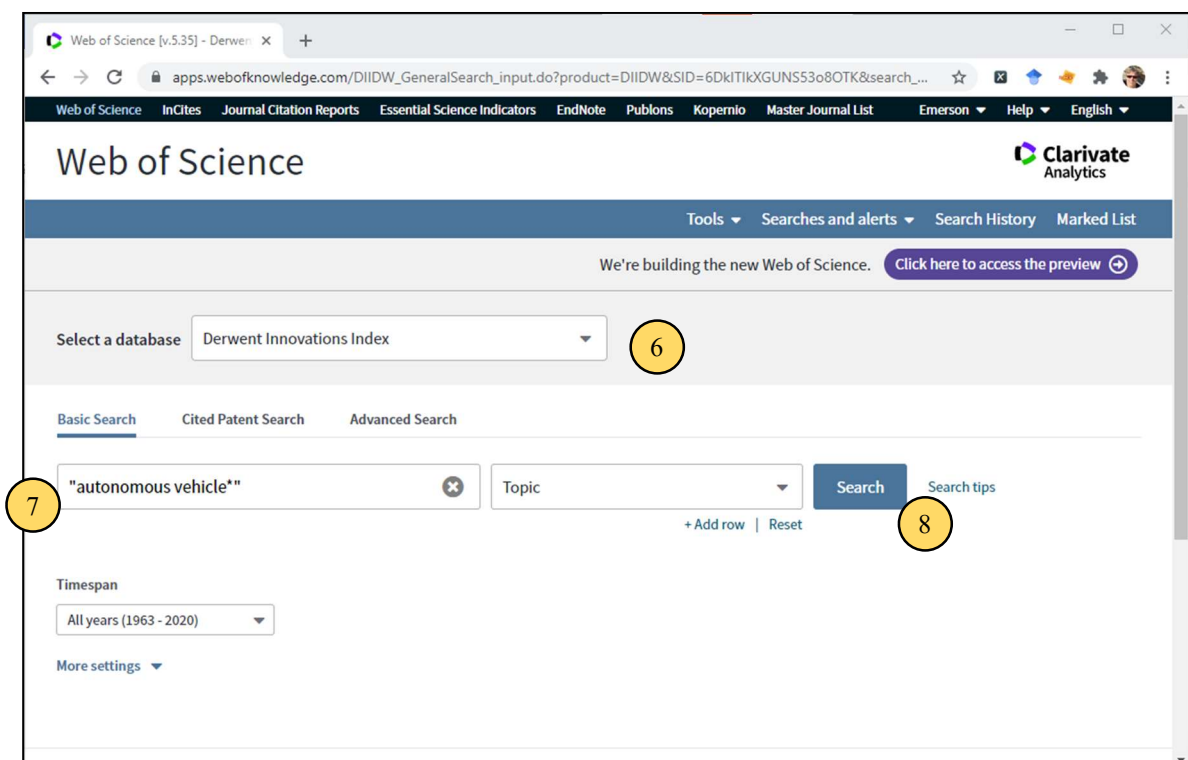 Web of Science [v.5.35] - Derwen
apps.webofknowledge.com/DIIDW_GeneralSearch_input.do?product=DIIDW&SID=6DkITIkXGUNS53o8OTK&search_...
Web of Science InCites Journal Citation Reports Essential Science Indicators EndNote Publons Kopernio Master Journal List Emerson Help English
Web of Science
Clarivate
Analytics
Tools Searches and alerts Search History Marked List
We're building the new Web of Science. Click here to access the preview
Select a database Derwent Innovations Index
6
Basic Search Cited Patent Search Advanced Search
7 "autonomous vehicle*" Topic Search Search tips
+ Add row | Reset 8
Timespan
All years (1963 - 2020)
More settings